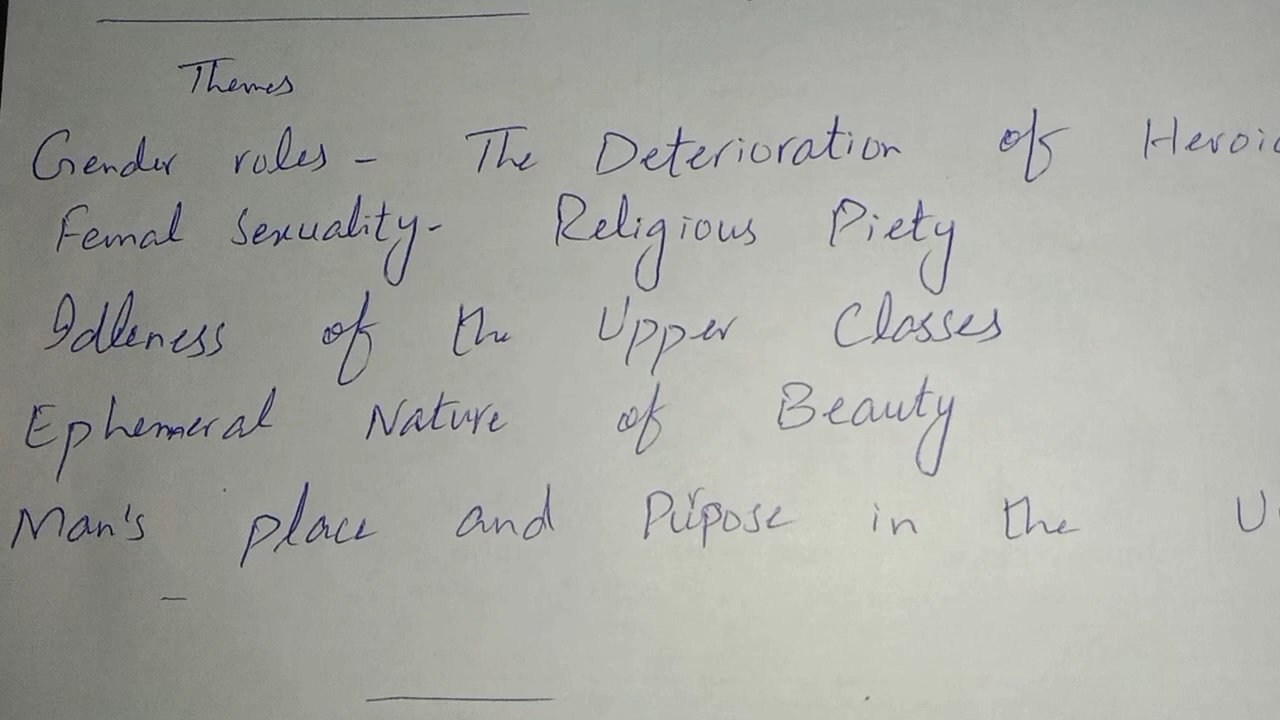 Themes
Gender roles - The Deterioration of Heroic
Femal Sexuality- Religious Piety
Idleness of the Upper Classes
Ephemeral Nature of Beauty
Man's place and Purpose in the